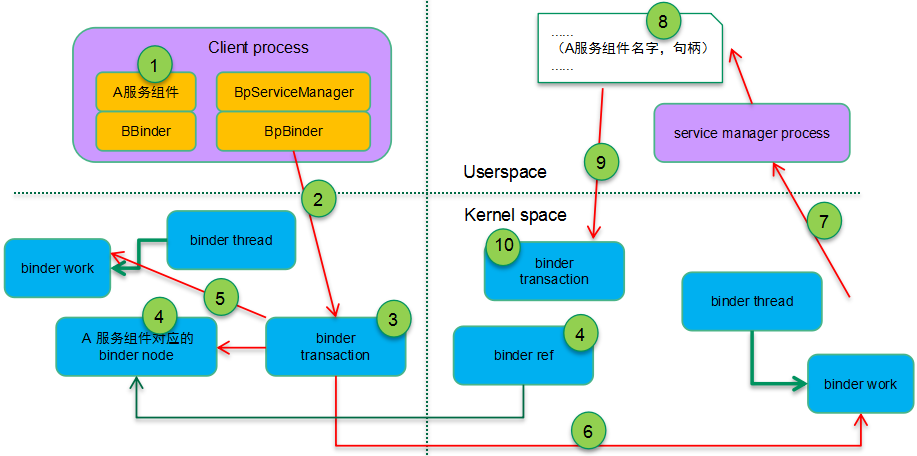 Client process
1
A服务组件
BBinder
BpServiceManager
BpBinder
2
8
......
（A服务组件名字，句柄）
......
service manager process
9
Userspace
Kernel space
7
10
binder
transaction
binder thread
binder work
5
4
A 服务组件对应的
binder node
3
binder
transaction
4
binder ref
binder thread
binder work
6